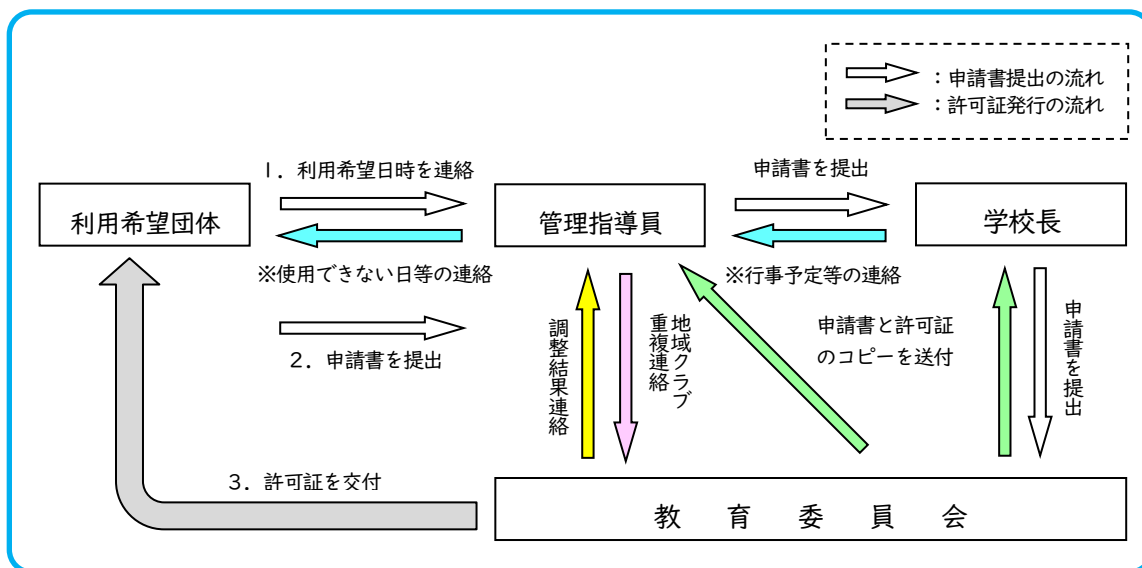 ：申請書提出の流れ
：許可証発行の流れ
1．利用希望日時を連絡
申請書を提出
利用希望団体
管理指導員
学校長
※使用できない日等の連絡
※行事予定等の連絡
2．申請書を提出
調整結果連絡
地域クラブ
重複連絡
申請書と許可証
のコピーを送付
申請書を提出
3．許可証を交付
教育委員会